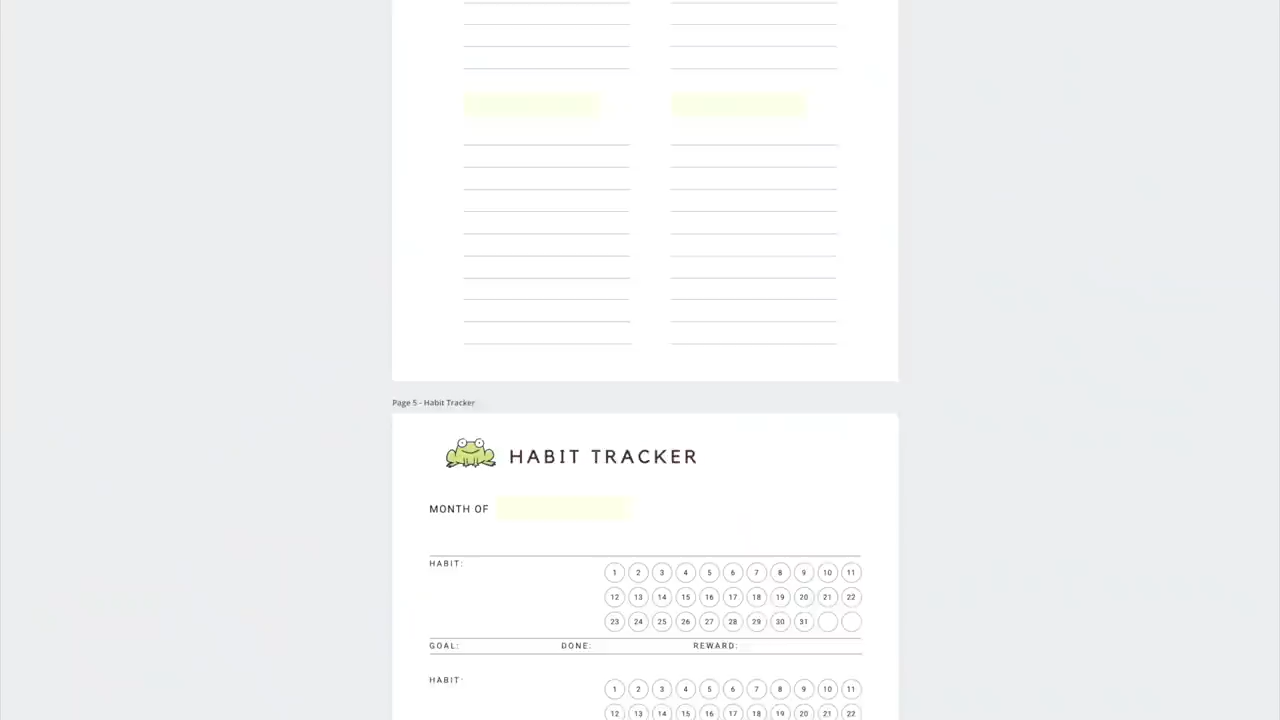 Page 5 - Habit Tracker
HABIT TRACKER
MONTH OF
HABIT:
1 2 3 4 5 6 7 8 9 10 11
12 13 14 15 16 17 18 19 20 21 22
23 24 25 26 27 28 29 30 31
GOAL: DONE: REWARD:
HABIT:
1 2 3 4 5 6 7 8 9 10 11
12 13 14 15 16 17 18 19 20 21 22